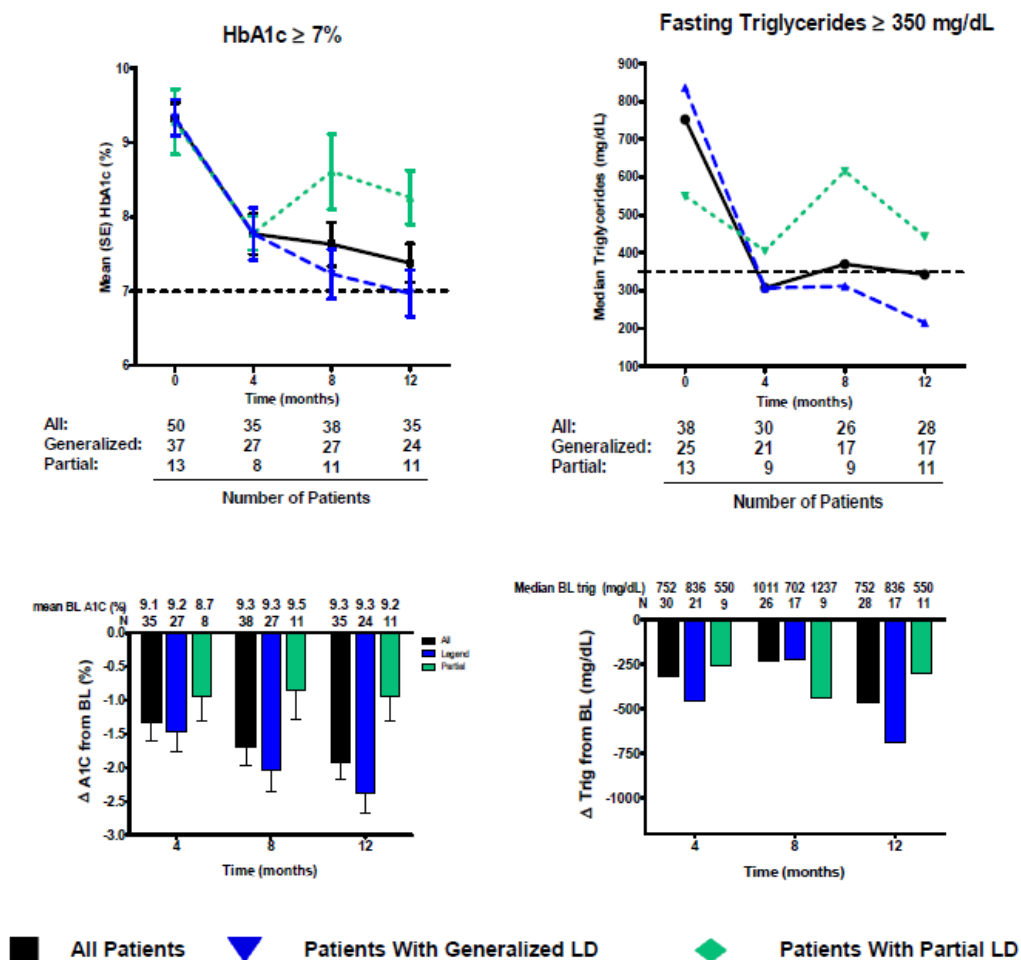 HbA1c ≥ 7%
Mean (SE) HbA1c (%)
10
9
8
7
6
0 4 8 12
Time (months)
All: 50 35 38 35
Generalized: 37 27 27 24
Partial: 13 8 11 11
Number of Patients
Fasting Triglycerides ≥ 350 mg/dL
Median Triglycerides (mg/dL)
900
800
700
600
500
400
300
200
100
0 4 8 12
Time (months)
All: 38 30 26 28
Generalized: 25 21 17 17
Partial: 13 9 9 11
Number of Patients
mean BL A1C (%) 9.1 9.2 8.7 9.3 9.3 9.5 9.3 9.3 9.2
N 35 27 8 38 27 11 35 24 11
Δ A1C from BL (%)
0.0
-0.5
-1.0
-1.5
-2.0
-2.5
-3.0
4 8 12
Time (months)
All
Legend
Partial
Median BL trig (mg/dL) 752 836 550 1011 702 1237 752 836 550
N 30 21 9 26 17 9 28 17 11
Δ Trig from BL (mg/dL)
0
-250
-500
-750
-1000
4 8 12
Time (months)
All Patients Patients With Generalized LD Patients With Partial LD